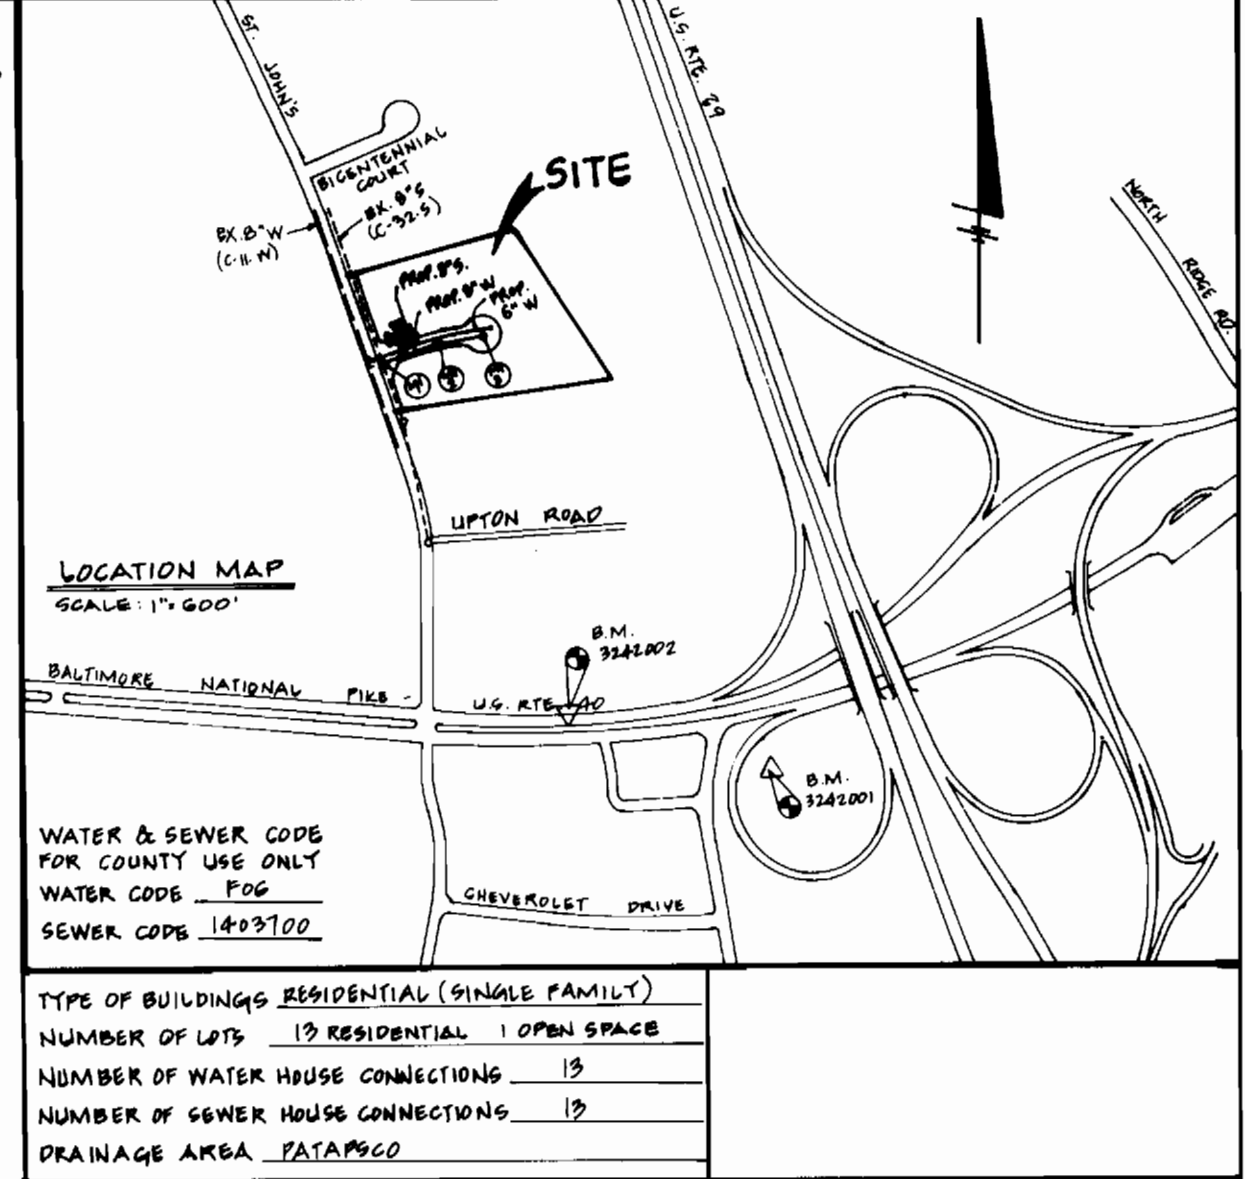 ST. JOHN'S
U.S. RTE. 29
BICENTENNIAL
COURT
SITE
NORTH RIDGE RD.
EX. 8" W
(C-11-W)
EX. 8" S
(C-32-S)
PROP. 8" S.
PROP. 8" W
PROP.
6" W
UPTON ROAD
LOCATION MAP
SCALE: 1"= 600'
B.M.
3242002
BALTIMORE NATIONAL PIKE - U.S. RTE. 40
B.M.
3242001
WATER & SEWER CODE
FOR COUNTY USE ONLY
WATER CODE F06
SEWER CODE 1403700
CHEVEROLET DRIVE
TYPE OF BUILDINGS RESIDENTIAL (SINGLE FAMILY)
NUMBER OF LOTS 13 RESIDENTIAL 1 OPEN SPACE
NUMBER OF WATER HOUSE CONNECTIONS 13
NUMBER OF SEWER HOUSE CONNECTIONS 13
DRAINAGE AREA PATAPSCO